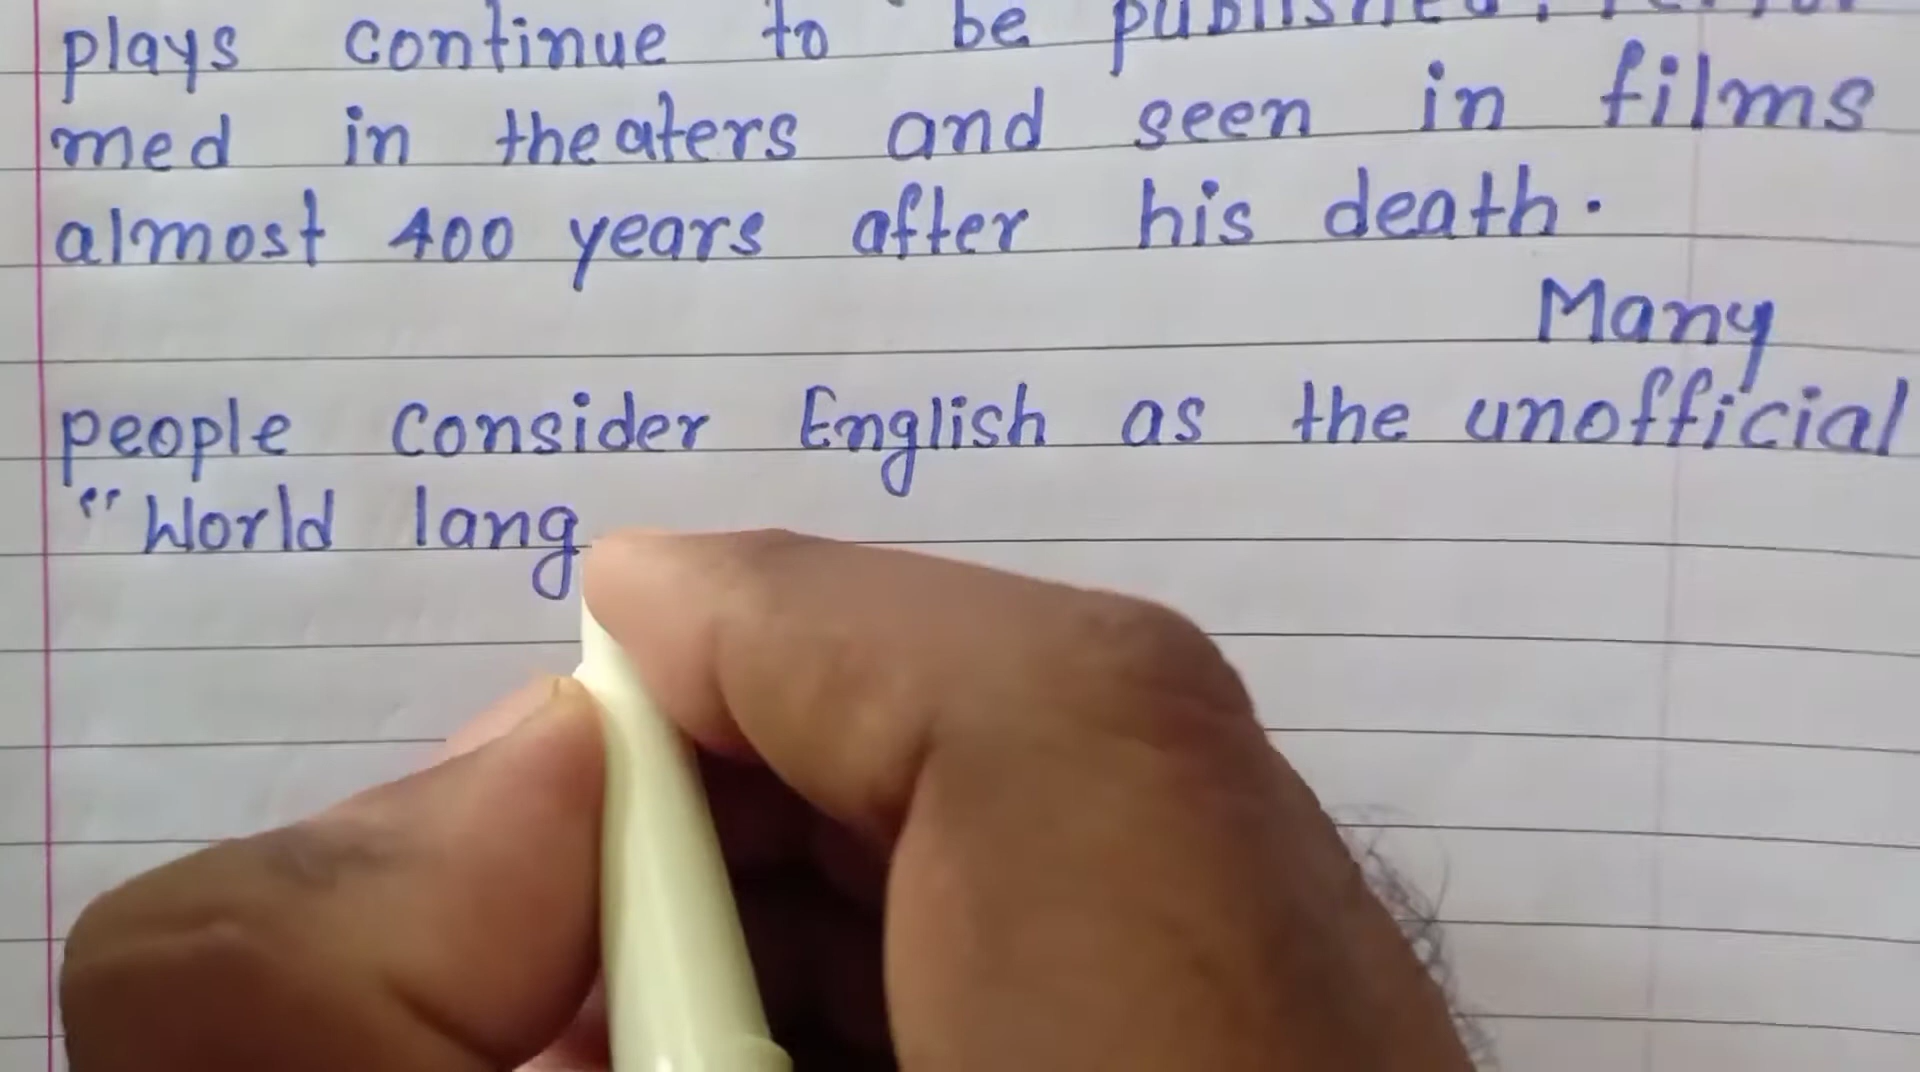 plays continue to be published,
med in theaters and seen in films
almost 400 years after his death.
Many
people consider English as the unofficial
"World lang